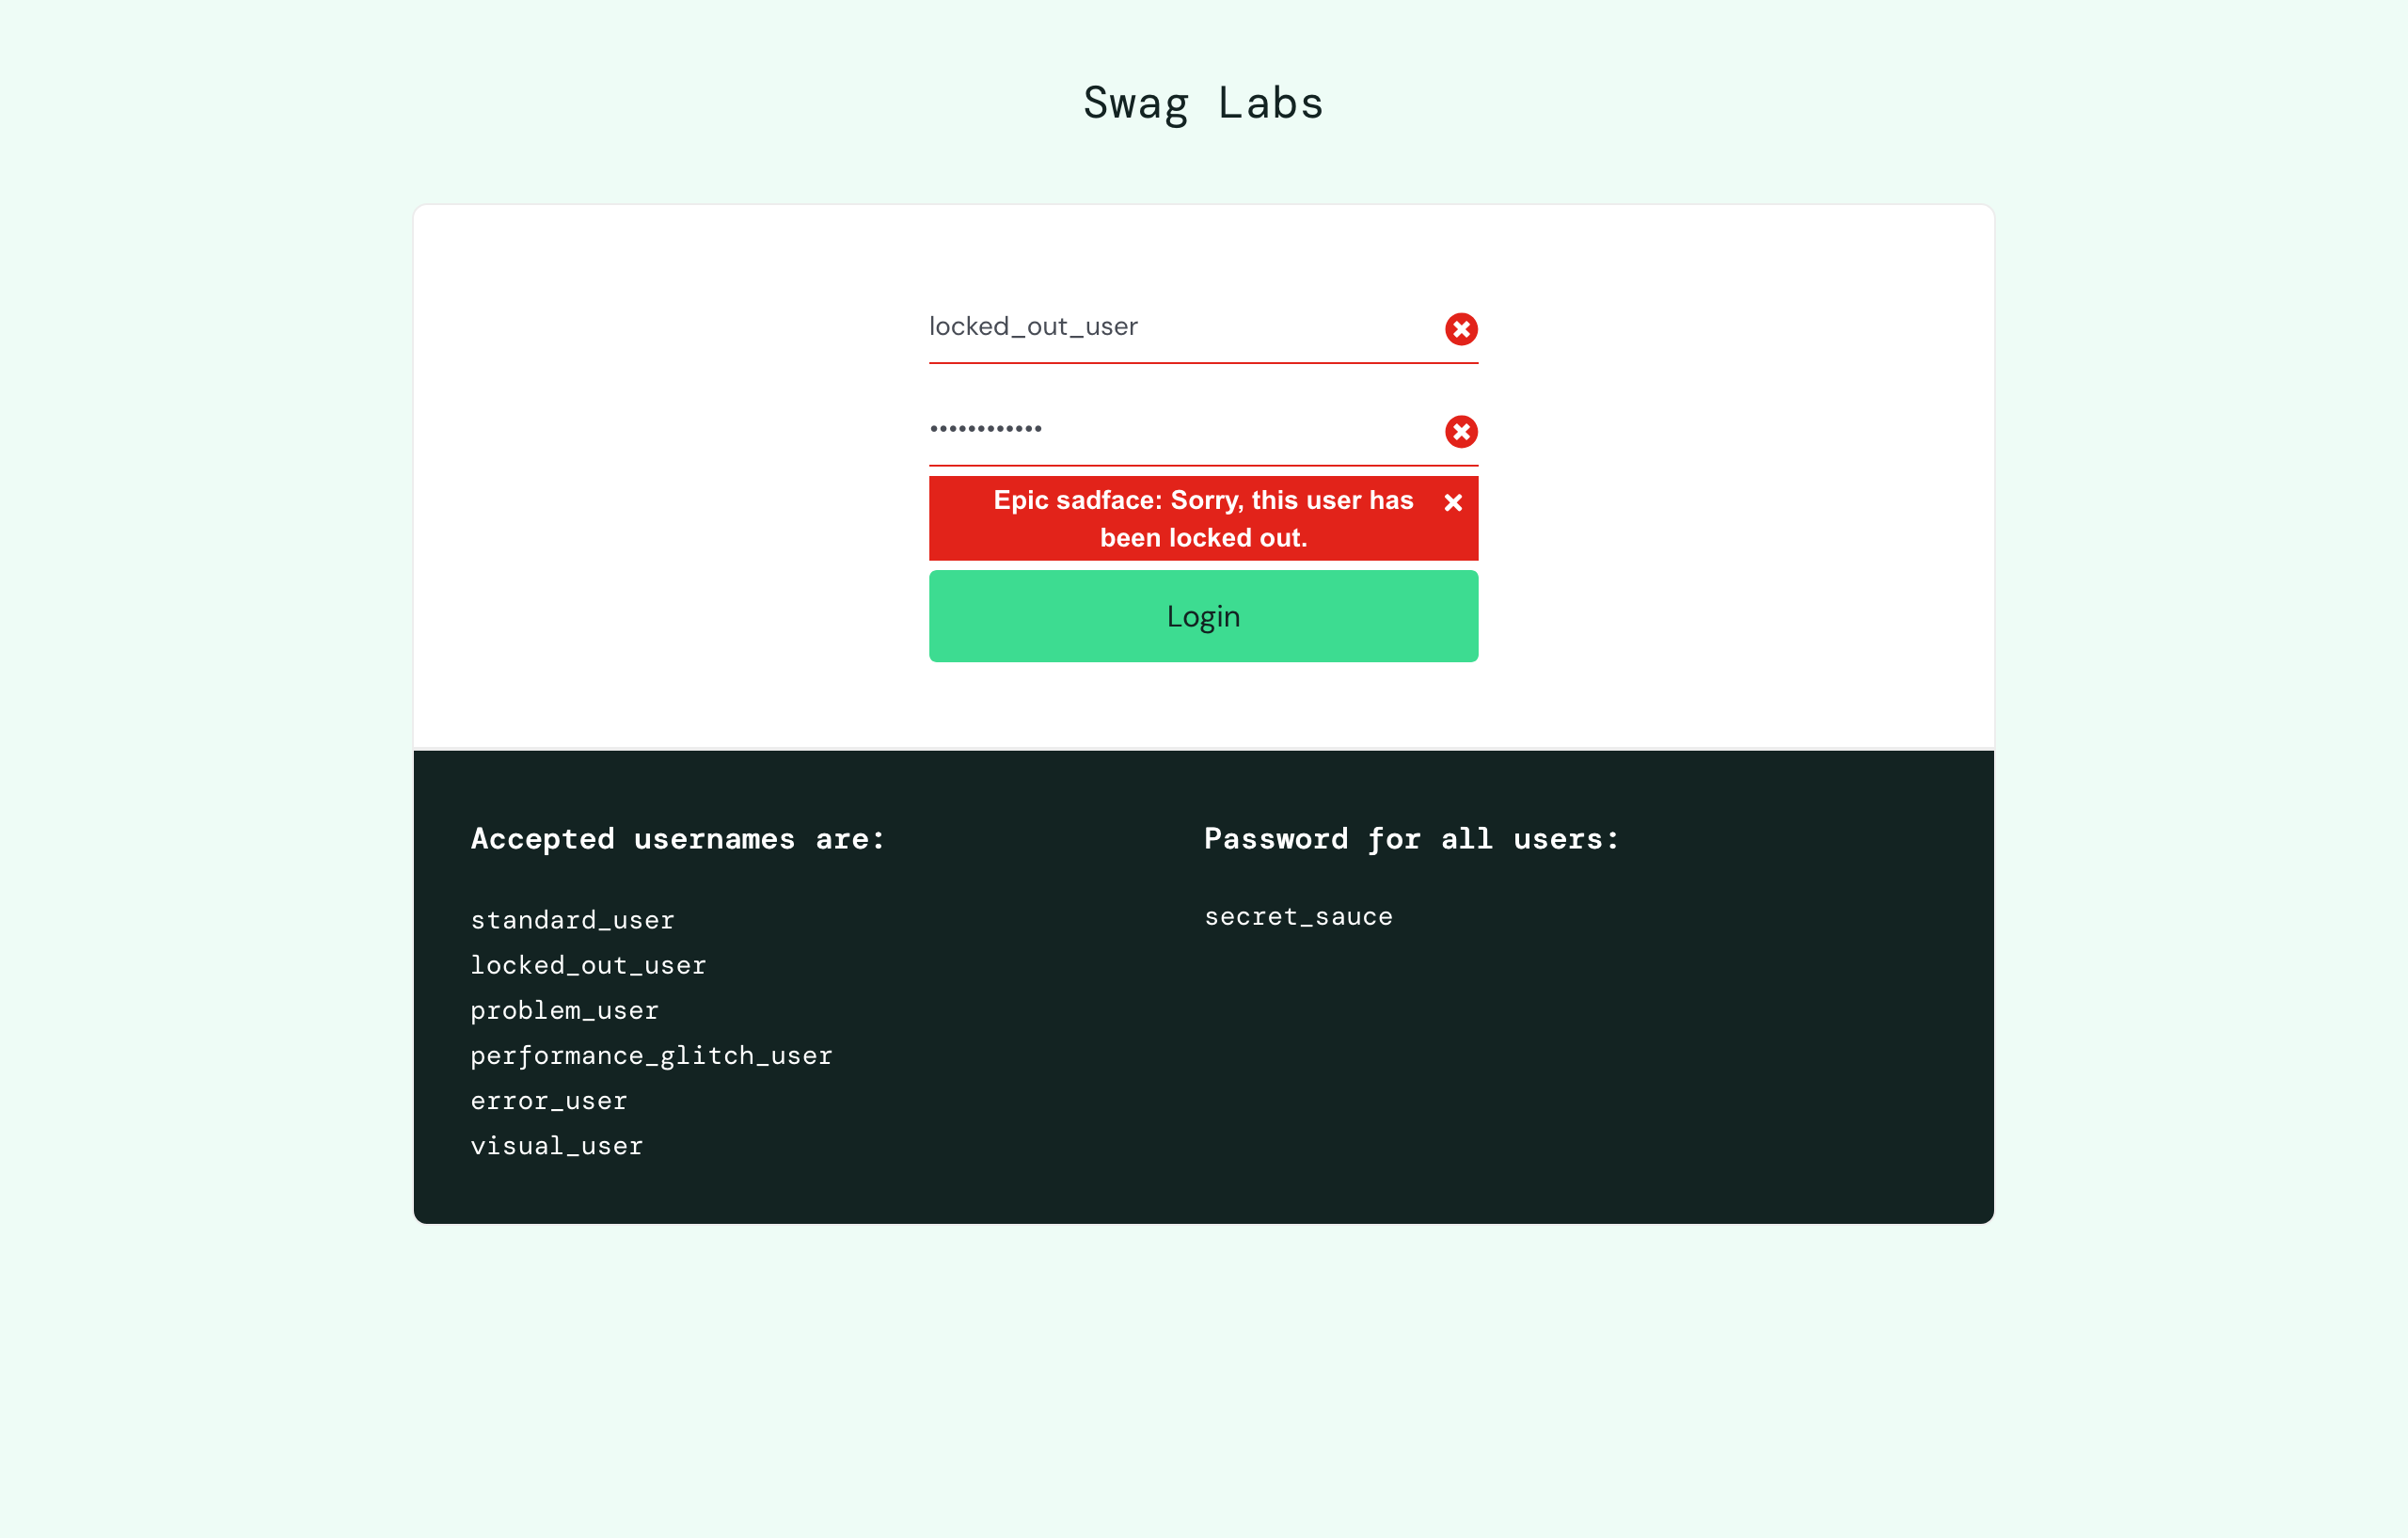 Swag Labs
locked_out_user
••••••••••••
Epic sadface: Sorry, this user has
been locked out.
Login
Accepted usernames are:
standard_user
locked_out_user
problem_user
performance_glitch_user
error_user
visual_user
Password for all users:
secret_sauce